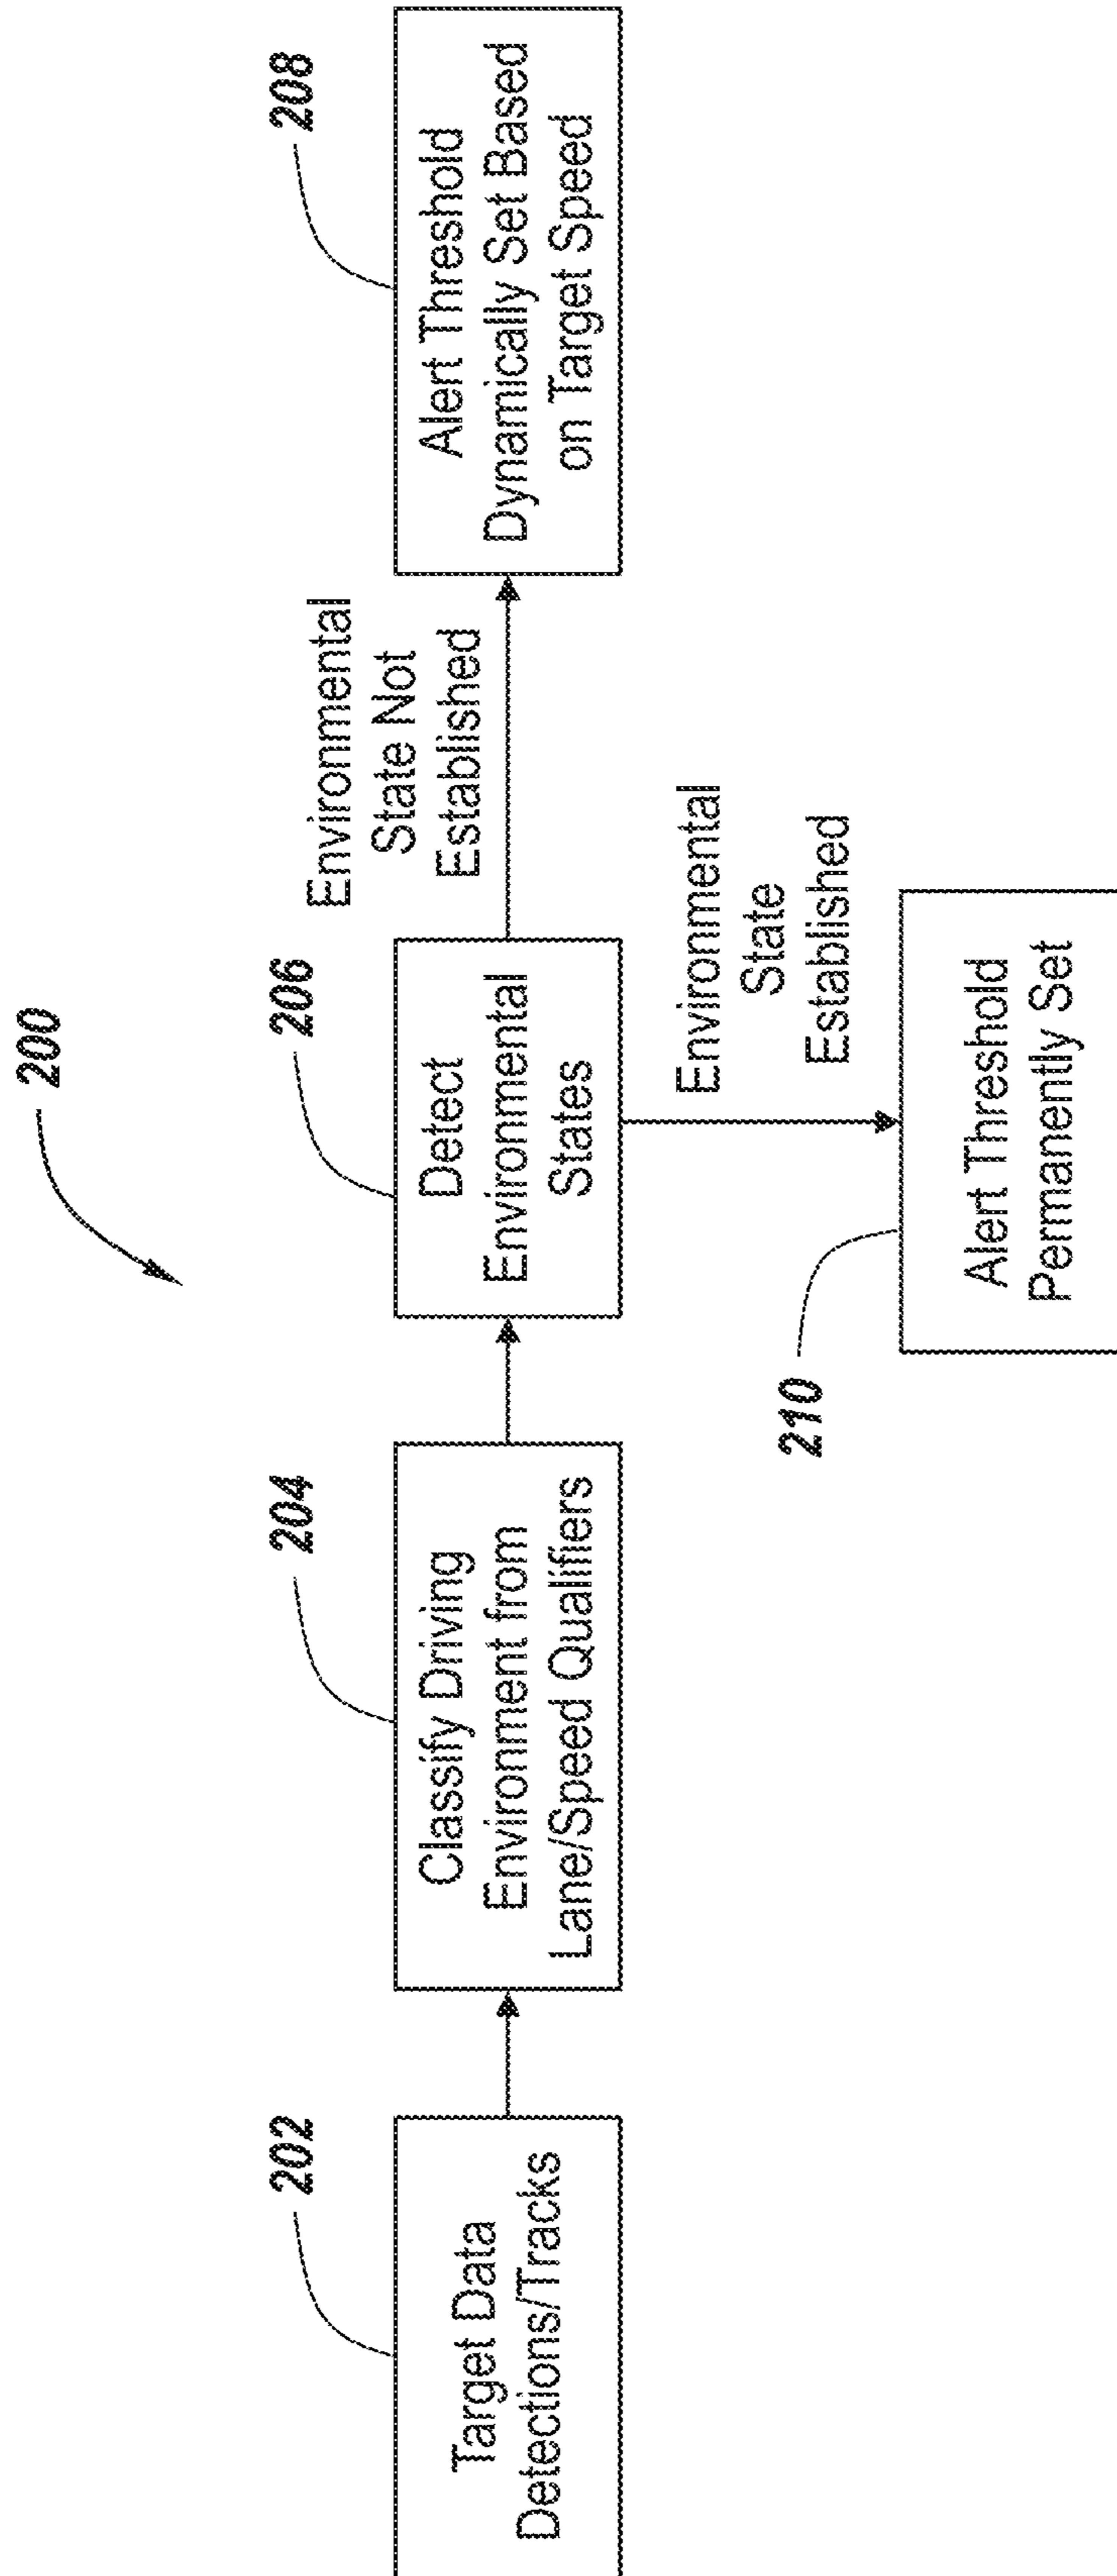 200
202
Target Data
Detections/Tracks
204
Classify Driving
Environment from
Lane/Speed Qualifiers
206
Detect
Environmental
States
Environmental
State Not
Established
208
Alert Threshold
Dynamically Set Based
on Target Speed
Environmental
State
Established
210
Alert Threshold
Permanently Set